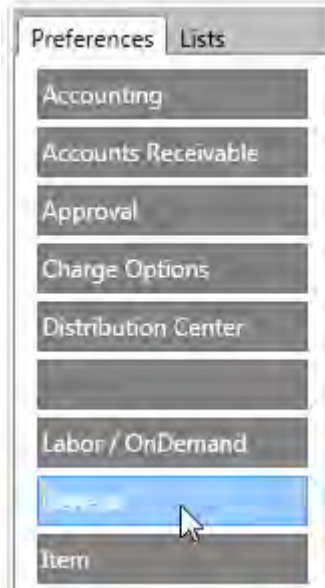 Preferences Lists
Accounting
Accounts Receivable
Approval
Charge Options
Distribution Center
Labor / OnDemand
Item